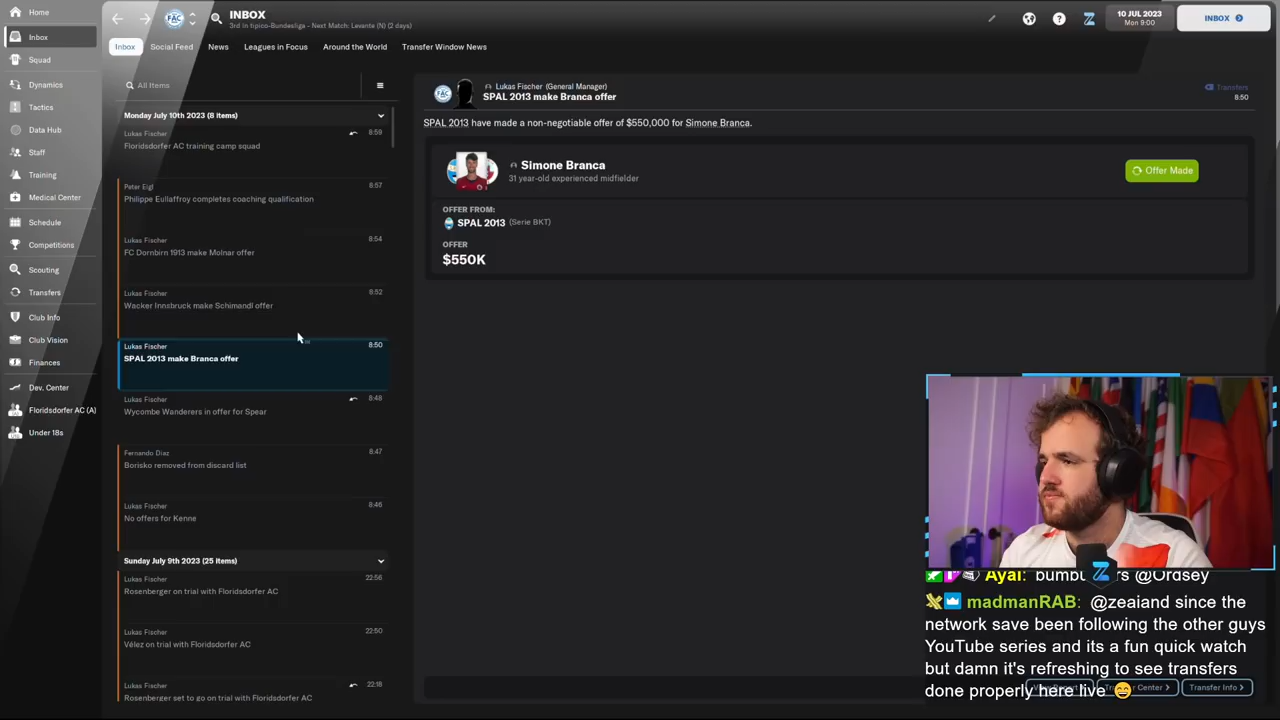 Home
Inbox
Squad
Dynamics
Tactics
Data Hub
Staff
Training
Medical Center
Schedule
Competitions
Scouting
Transfers
Club Info
Club Vision
Finances
Dev. Center
Floridsdorfer AC (A)
Under 18s
FAC
INBOX
3rd in tipico-Bundesliga - Next Match: Levante (N) (2 days)
10 JUL 2023
Mon 9:00
INBOX
Inbox
Social Feed
News
Leagues in Focus
Around the World
Transfer Window News
All Items
Monday July 10th 2023 (8 Items)
Lukas Fischer 8:59
Floridsdorfer AC training camp squad
Peter Eigl 8:57
Philippe Eullaffroy completes coaching qualification
Lukas Fischer 8:54
FC Dornbirn 1913 make Molnar offer
Lukas Fischer 8:52
Wacker Innsbruck make Schimandl offer
Lukas Fischer 8:50
SPAL 2013 make Branca offer
Lukas Fischer 8:48
Wycombe Wanderers in offer for Spear
Fernando Diaz 8:47
Borisko removed from discard list
Lukas Fischer 8:46
No offers for Kenne
Sunday July 9th 2023 (25 Items)
Lukas Fischer 22:56
Rosenberger on trial with Floridsdorfer AC
Lukas Fischer 22:50
Vélez on trial with Floridsdorfer AC
Lukas Fischer 22:18
Rosenberger set to go on trial with Floridsdorfer AC
FAC
Lukas Fischer (General Manager)
SPAL 2013 make Branca offer
Transfers
8:50
SPAL 2013 have made a non-negotiable offer of $550,000 for Simone Branca.
Simone Branca
31 year-old experienced midfielder
Offer Made
OFFER FROM:
SPAL 2013 (Serie BKT)
OFFER
$550K
Ayal: @Ordsey
madmanRAB: @zealand since the
network save been following the other guys
YouTube series and its a fun quick watch
but damn it's refreshing to see transfers
done properly here live
Center
Transfer Info